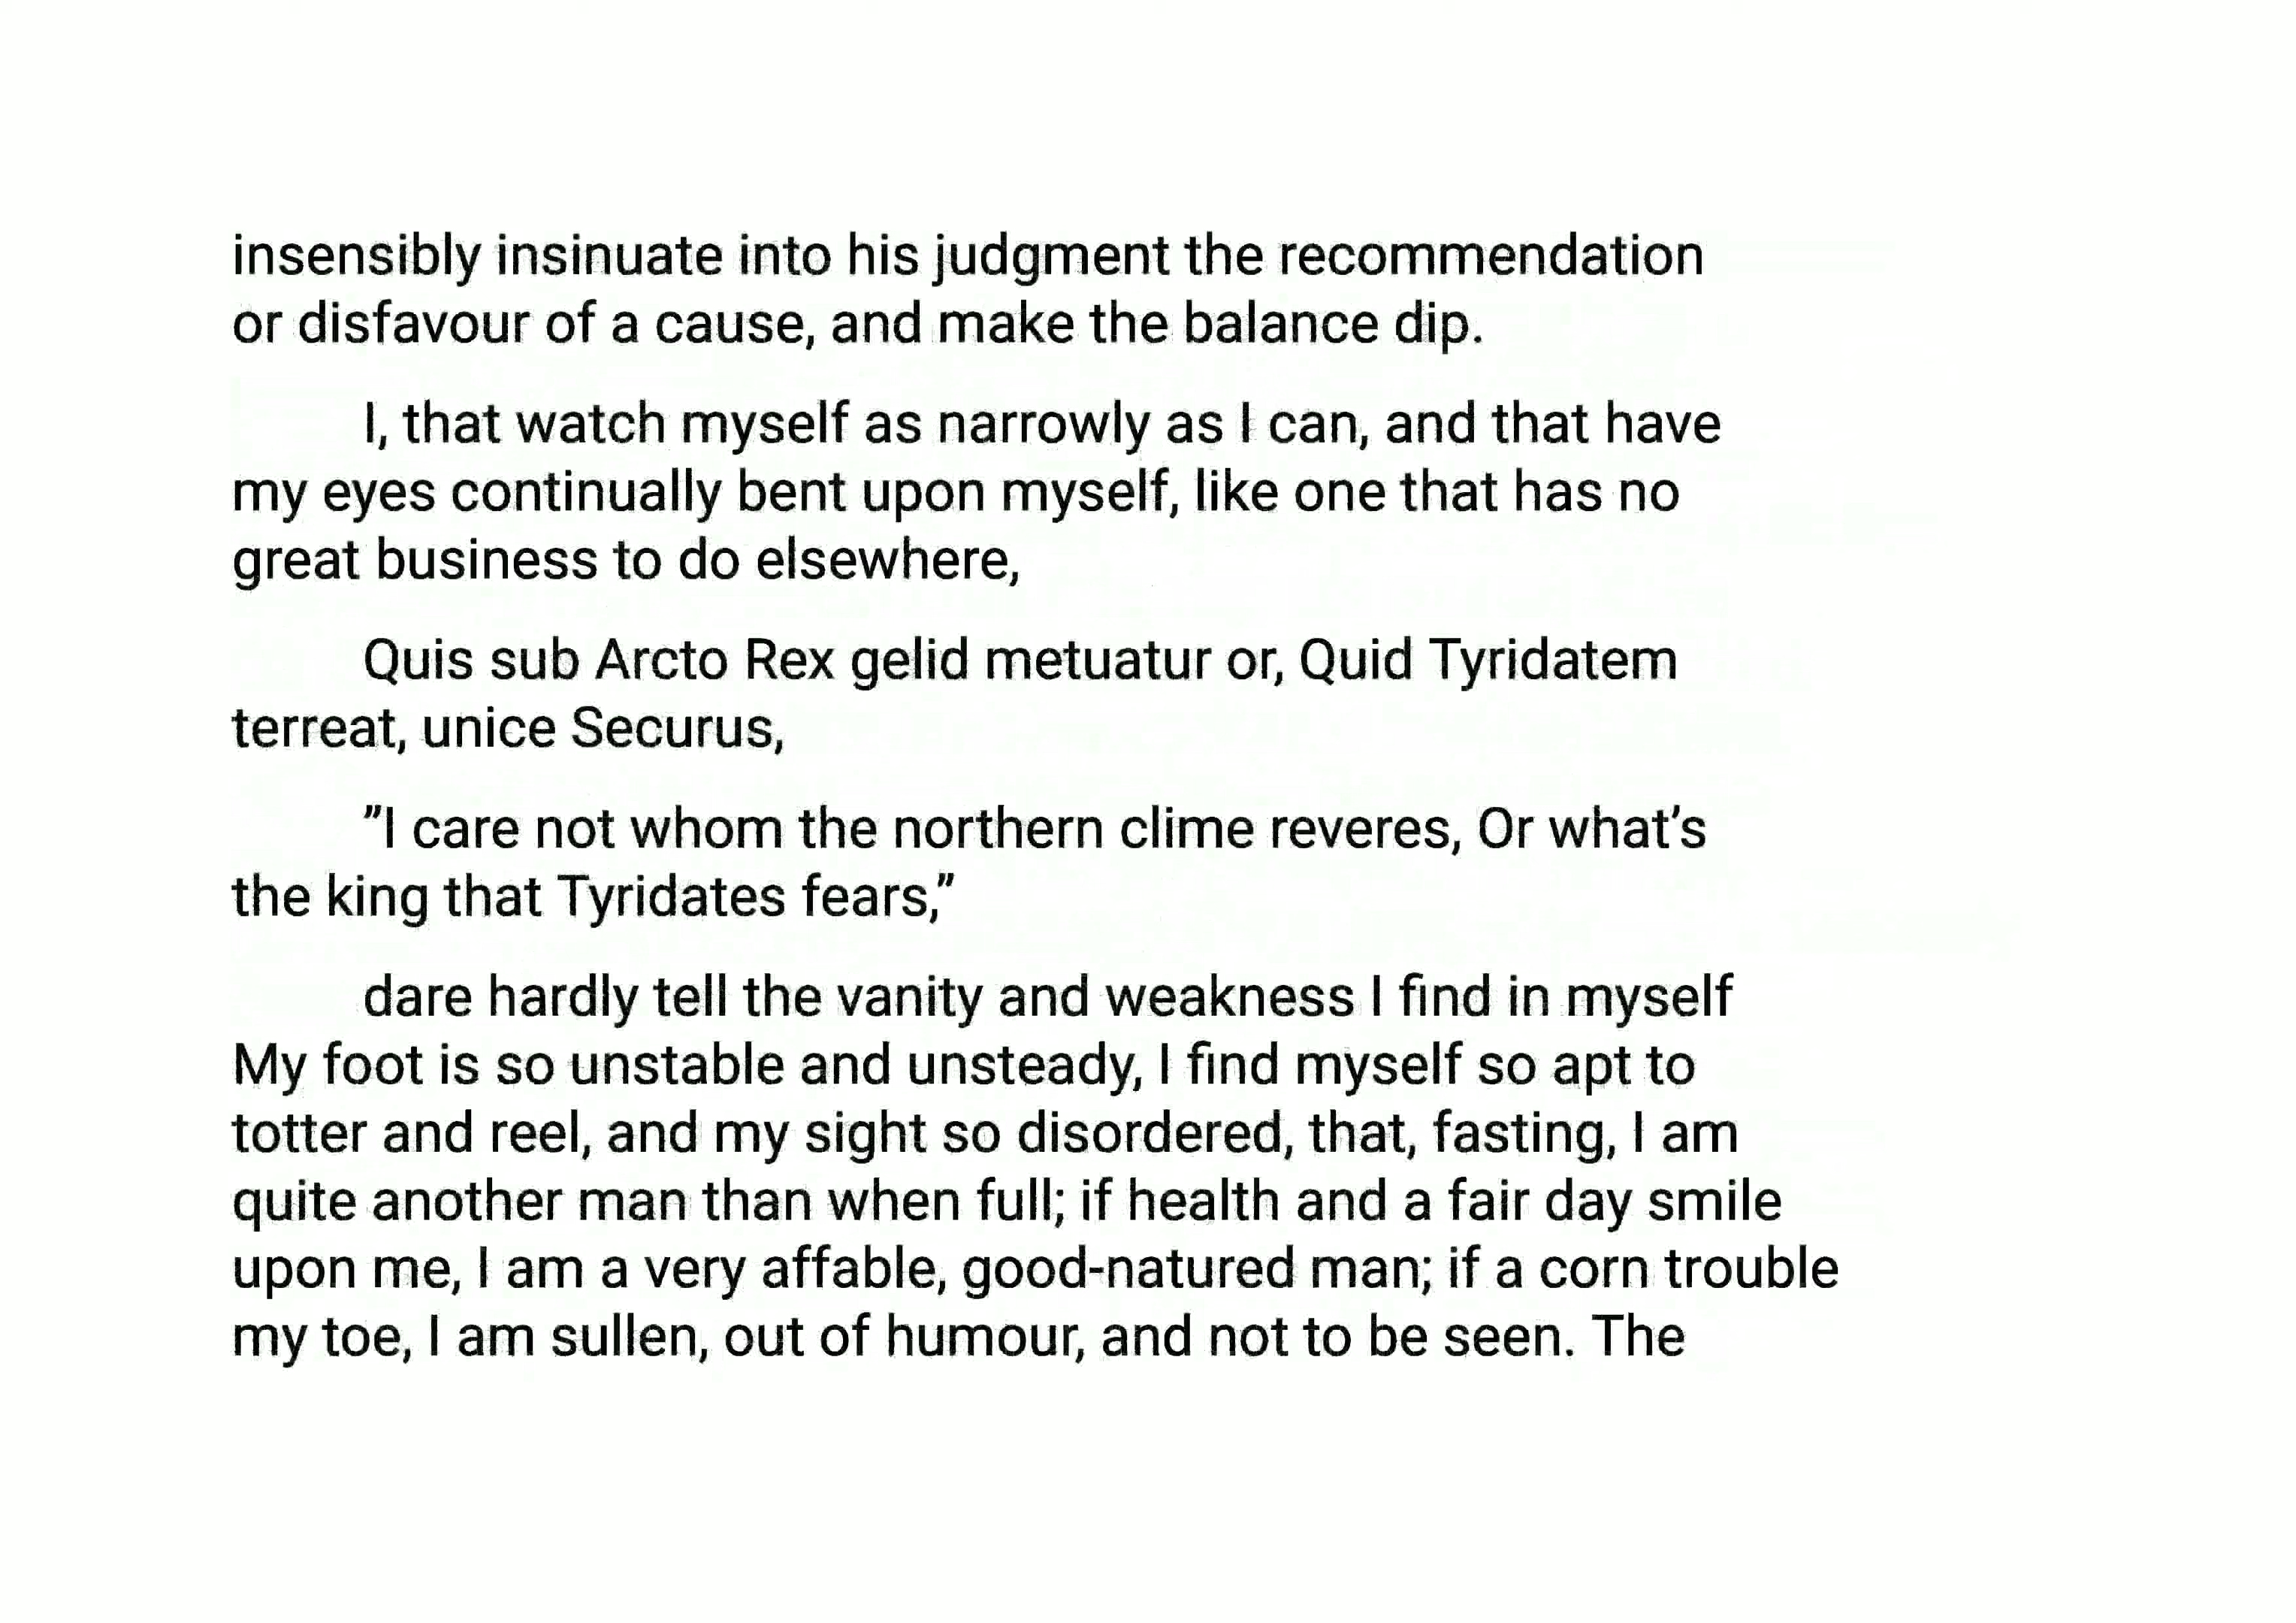 insensibly insinuate into his judgment the recommendation
or disfavour of a cause, and make the balance dip.
I, that watch myself as narrowly as I can, and that have
my eyes continually bent upon myself, like one that has no
great business to do elsewhere,
Quis sub Arcto Rex gelid metuatur or, Quid Tyridatem
terreat, unice Securus,
”I care not whom the northern clime reveres, Or what’s
the king that Tyridates fears,”
dare hardly tell the vanity and weakness I find in myself
My foot is so unstable and unsteady, I find myself so apt to
totter and reel, and my sight so disordered, that, fasting, I am
quite another man than when full; if health and a fair day smile
upon me, I am a very affable, good-natured man; if a corn trouble
my toe, I am sullen, out of humour, and not to be seen. The